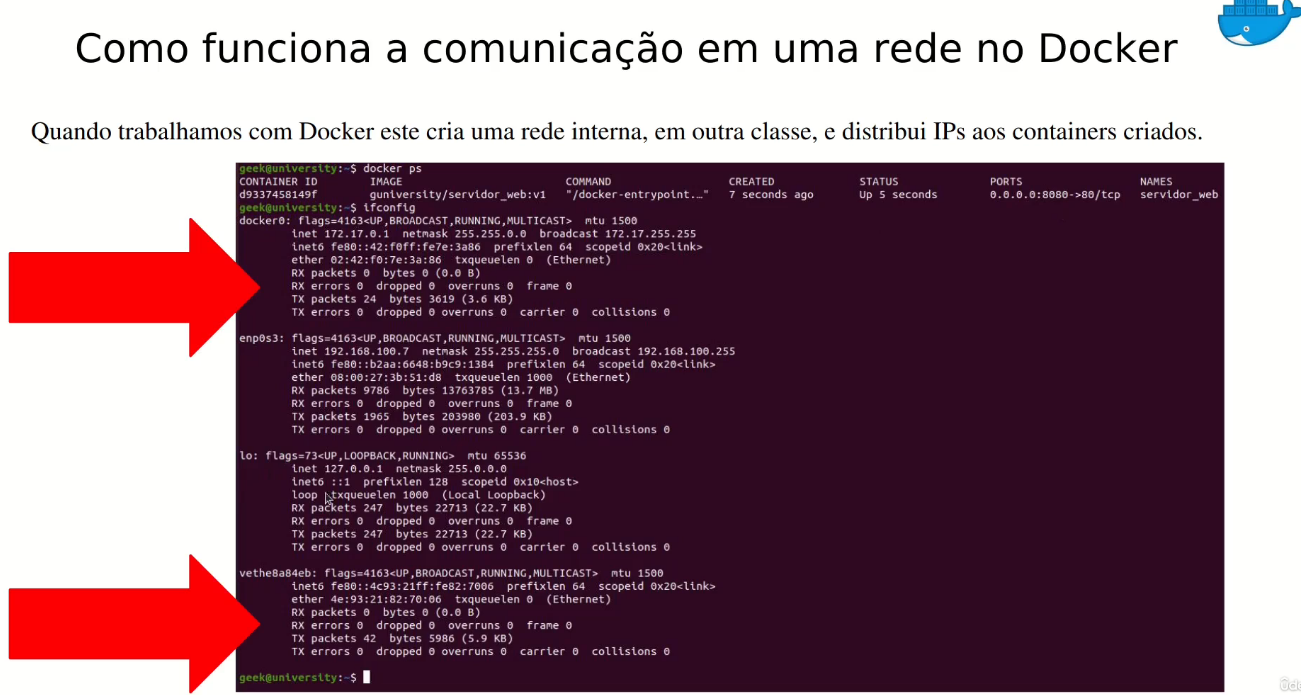 Como funciona a comunicação em uma rede no Docker
Quando trabalhamos com Docker este cria uma rede interna, em outra classe, e distribui IPs aos containers criados.
geek@university:~$ docker ps
CONTAINER ID IMAGE COMMAND CREATED STATUS PORTS NAMES
d9337458149f guniversity/servidor_web:v1 "/docker-entrypoint.…" 7 seconds ago Up 5 seconds 0.0.0.0:8080->80/tcp servidor_web
geek@university:~$ ifconfig
docker0: flags=4163<UP,BROADCAST,RUNNING,MULTICAST> mtu 1500
inet 172.17.0.1 netmask 255.255.0.0 broadcast 172.17.255.255
inet6 fe80::42:f0ff:fe7e:3a86 prefixlen 64 scopeid 0x20<link>
ether 02:42:f0:7e:3a:86 txqueuelen 0 (Ethernet)
RX packets 0 bytes 0 (0.0 B)
RX errors 0 dropped 0 overruns 0 frame 0
TX packets 24 bytes 3619 (3.6 KB)
TX errors 0 dropped 0 overruns 0 carrier 0 collisions 0
enp0s3: flags=4163<UP,BROADCAST,RUNNING,MULTICAST> mtu 1500
inet 192.168.100.7 netmask 255.255.255.0 broadcast 192.168.100.255
inet6 fe80::b2aa:6648:b9c9:1384 prefixlen 64 scopeid 0x20<link>
ether 08:00:27:3b:51:d8 txqueuelen 1000 (Ethernet)
RX packets 9786 bytes 13763785 (13.7 MB)
RX errors 0 dropped 0 overruns 0 frame 0
TX packets 1965 bytes 203980 (203.9 KB)
TX errors 0 dropped 0 overruns 0 carrier 0 collisions 0
lo: flags=73<UP,LOOPBACK,RUNNING> mtu 65536
inet 127.0.0.1 netmask 255.0.0.0
inet6 ::1 prefixlen 128 scopeid 0x10<host>
loop txqueuelen 1000 (Local Loopback)
RX packets 247 bytes 22713 (22.7 KB)
RX errors 0 dropped 0 overruns 0 frame 0
TX packets 247 bytes 22713 (22.7 KB)
TX errors 0 dropped 0 overruns 0 carrier 0 collisions 0
vethe8a84eb: flags=4163<UP,BROADCAST,RUNNING,MULTICAST> mtu 1500
inet6 fe80::4c93:21ff:fe82:7006 prefixlen 64 scopeid 0x20<link>
ether 4e:93:21:82:70:06 txqueuelen 0 (Ethernet)
RX packets 0 bytes 0 (0.0 B)
RX errors 0 dropped 0 overruns 0 frame 0
TX packets 42 bytes 5986 (5.9 KB)
TX errors 0 dropped 0 overruns 0 carrier 0 collisions 0
geek@university:~$